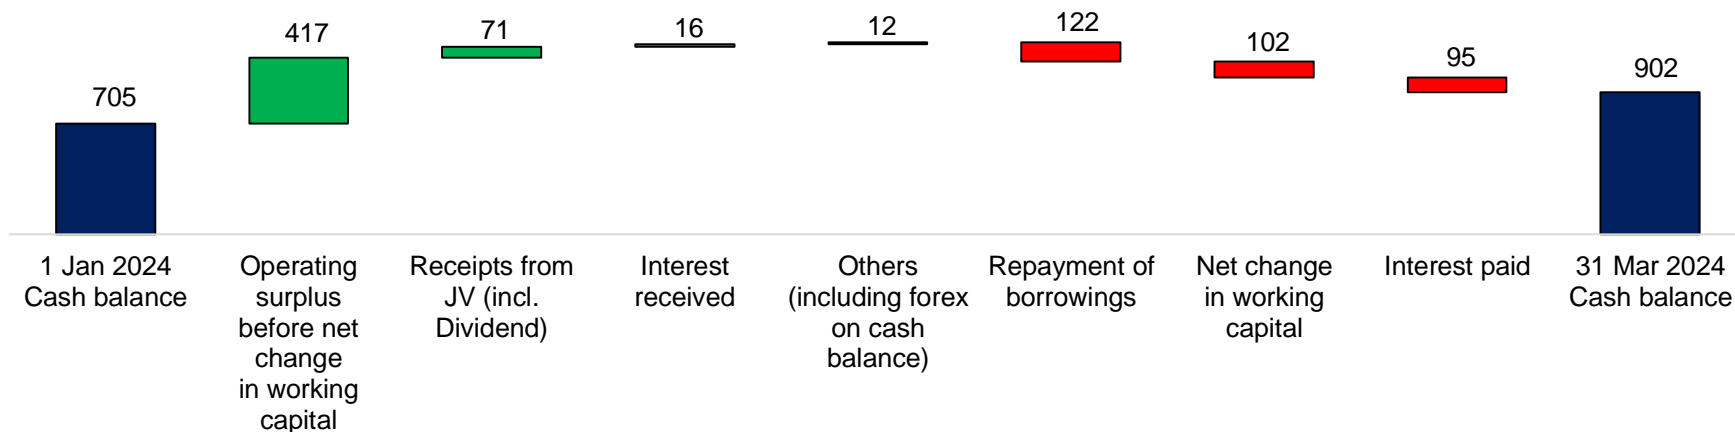 705
417
71
16
12
122
102
95
902
1 Jan 2024
Cash balance
Operating
surplus
before net
change
in working
capital
Receipts from
JV (incl.
Dividend)
Interest
received
Others
(including forex
on cash
balance)
Repayment of
borrowings
Net change
in working
capital
Interest paid
31 Mar 2024
Cash balance